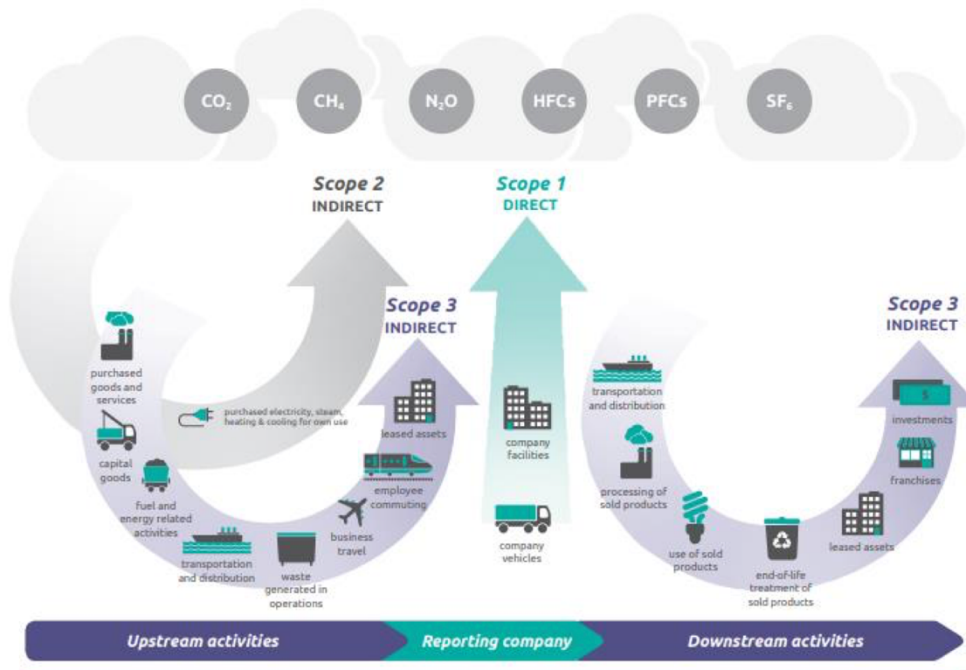 CO₂
CH₄
N₂O
HFCs
PFCs
SF₆
Scope 2
INDIRECT
Scope 1
DIRECT
Scope 3
INDIRECT
Scope 3
INDIRECT
purchased
goods and
services
capital
goods
fuel and
energy related
activities
transportation
and distribution
waste
generated in
operations
business
travel
employee
commuting
leased assets
purchased electricity, steam,
heating & cooling for own use
company
facilities
company
vehicles
transportation
and distribution
processing of
sold products
use of sold
products
end-of-life
treatment of
sold products
leased assets
franchises
investments
$
Upstream activities
Reporting company
Downstream activities